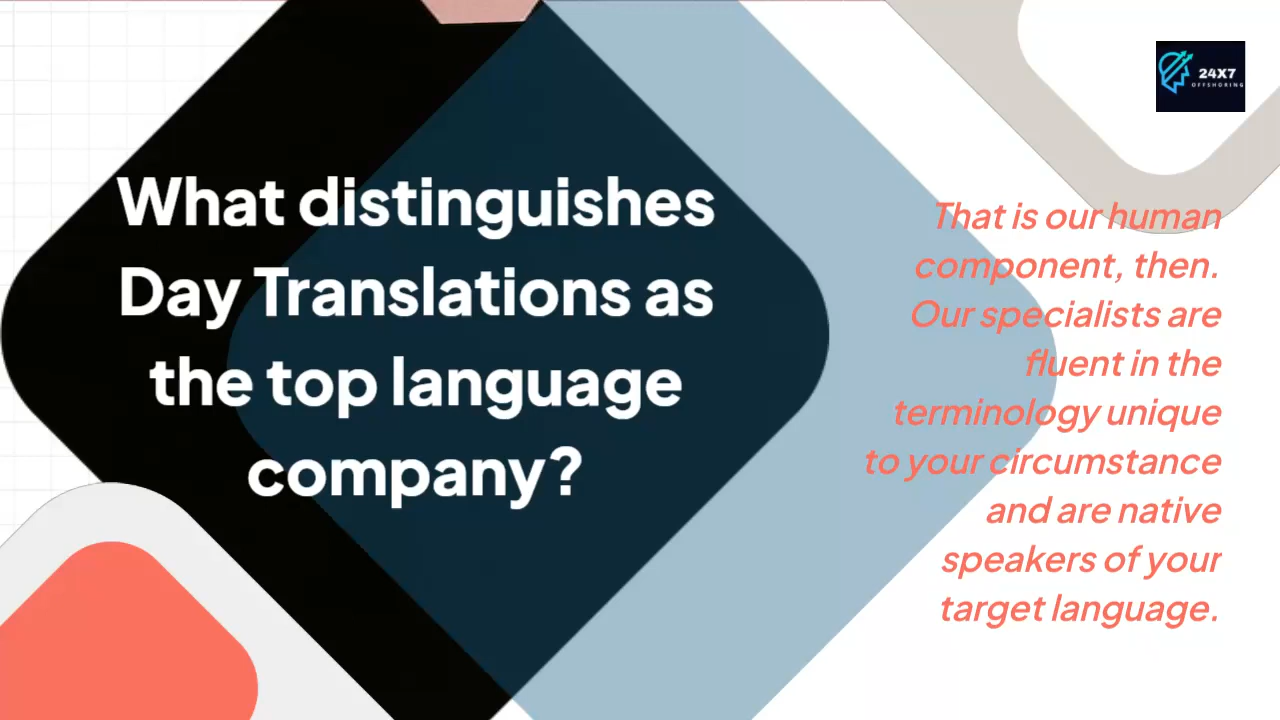 24X7
OFFSHORING
What distinguishes
Day Translations as
the top language
company?
That is our human
component, then.
Our specialists are
fluent in the
terminology unique
to your circumstance
and are native
speakers of your
target language.